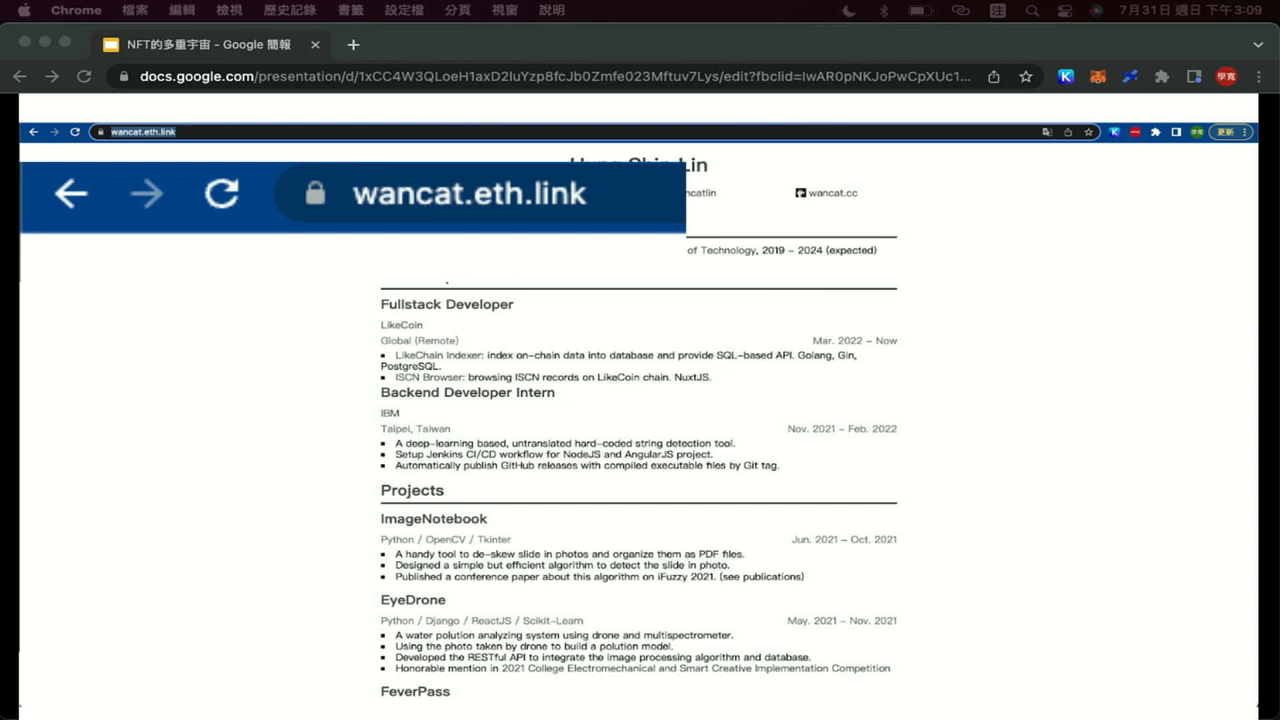 Chrome 檔案 編輯 檢視 歷史記錄 書籤 設定檔 分頁 視窗 說明 注 7月31日 週日 下午3:09
NFT的多重宇宙 - Google 簡報
docs.google.com/presentation/d/1xCC4W3QLoeH1axD2luYzp8fcJb0Zmfe023Mftuv7Lys/edit?fbclid=IwAR0pNKJoPwCpXUc1... 學寬
wancat.eth.link 更新
Lin
wancat.eth.link
ncatlin wancat.cc
of Technology, 2019 – 2024 (expected)
Fullstack Developer
LikeCoin
Global (Remote) Mar. 2022 – Now
▪ LikeChain Indexer: index on-chain data into database and provide SQL-based API. Golang, Gin,
PostgreSQL.
▪ ISCN Browser: browsing ISCN records on LikeCoin chain. NuxtJS.
Backend Developer Intern
IBM
Taipei, Taiwan Nov. 2021 – Feb. 2022
▪ A deep-learning based, untranslated hard-coded string detection tool.
▪ Setup Jenkins CI/CD workflow for NodeJS and AngularJS project.
▪ Automatically publish GitHub releases with compiled executable files by Git tag.
Projects
ImageNotebook
Python / OpenCV / Tkinter Jun. 2021 – Oct. 2021
▪ A handy tool to de-skew slide in photos and organize them as PDF files.
▪ Designed a simple but efficient algorithm to detect the slide in photo.
▪ Published a conference paper about this algorithm on iFuzzy 2021. (see publications)
EyeDrone
Python / Django / ReactJS / Scikit-Learn May. 2021 – Nov. 2021
▪ A water polution analyzing system using drone and multispectrometer.
▪ Using the photo taken by drone to build a polution model.
▪ Developed the RESTful API to integrate the image processing algorithm and database.
▪ Honorable mention in 2021 College Electromechanical and Smart Creative Implementation Competition
FeverPass